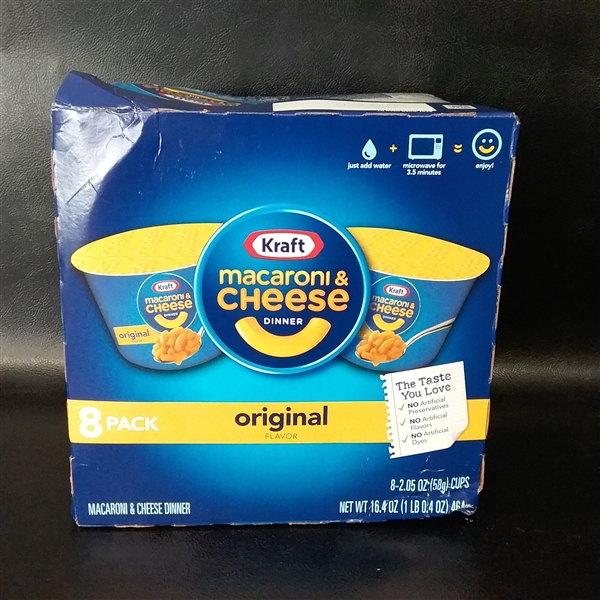 just add water
+
microwave for
3.5 minutes
enjoy!
Kraft
macaroni &
CHEESE
DINNER
Kraft
macaroni &
CHEESE
original
Kraft
macaroni &
CHEESE
The Taste
You Love
NO Artificial
Preservatives
NO Artificial
Flavors
NO Artificial
Dyes
8 PACK
original
FLAVOR
8-2.05 OZ (58g) CUPS
MACARONI & CHEESE DINNER
NET WT 16.4 OZ (1 LB 0.4 OZ) 464